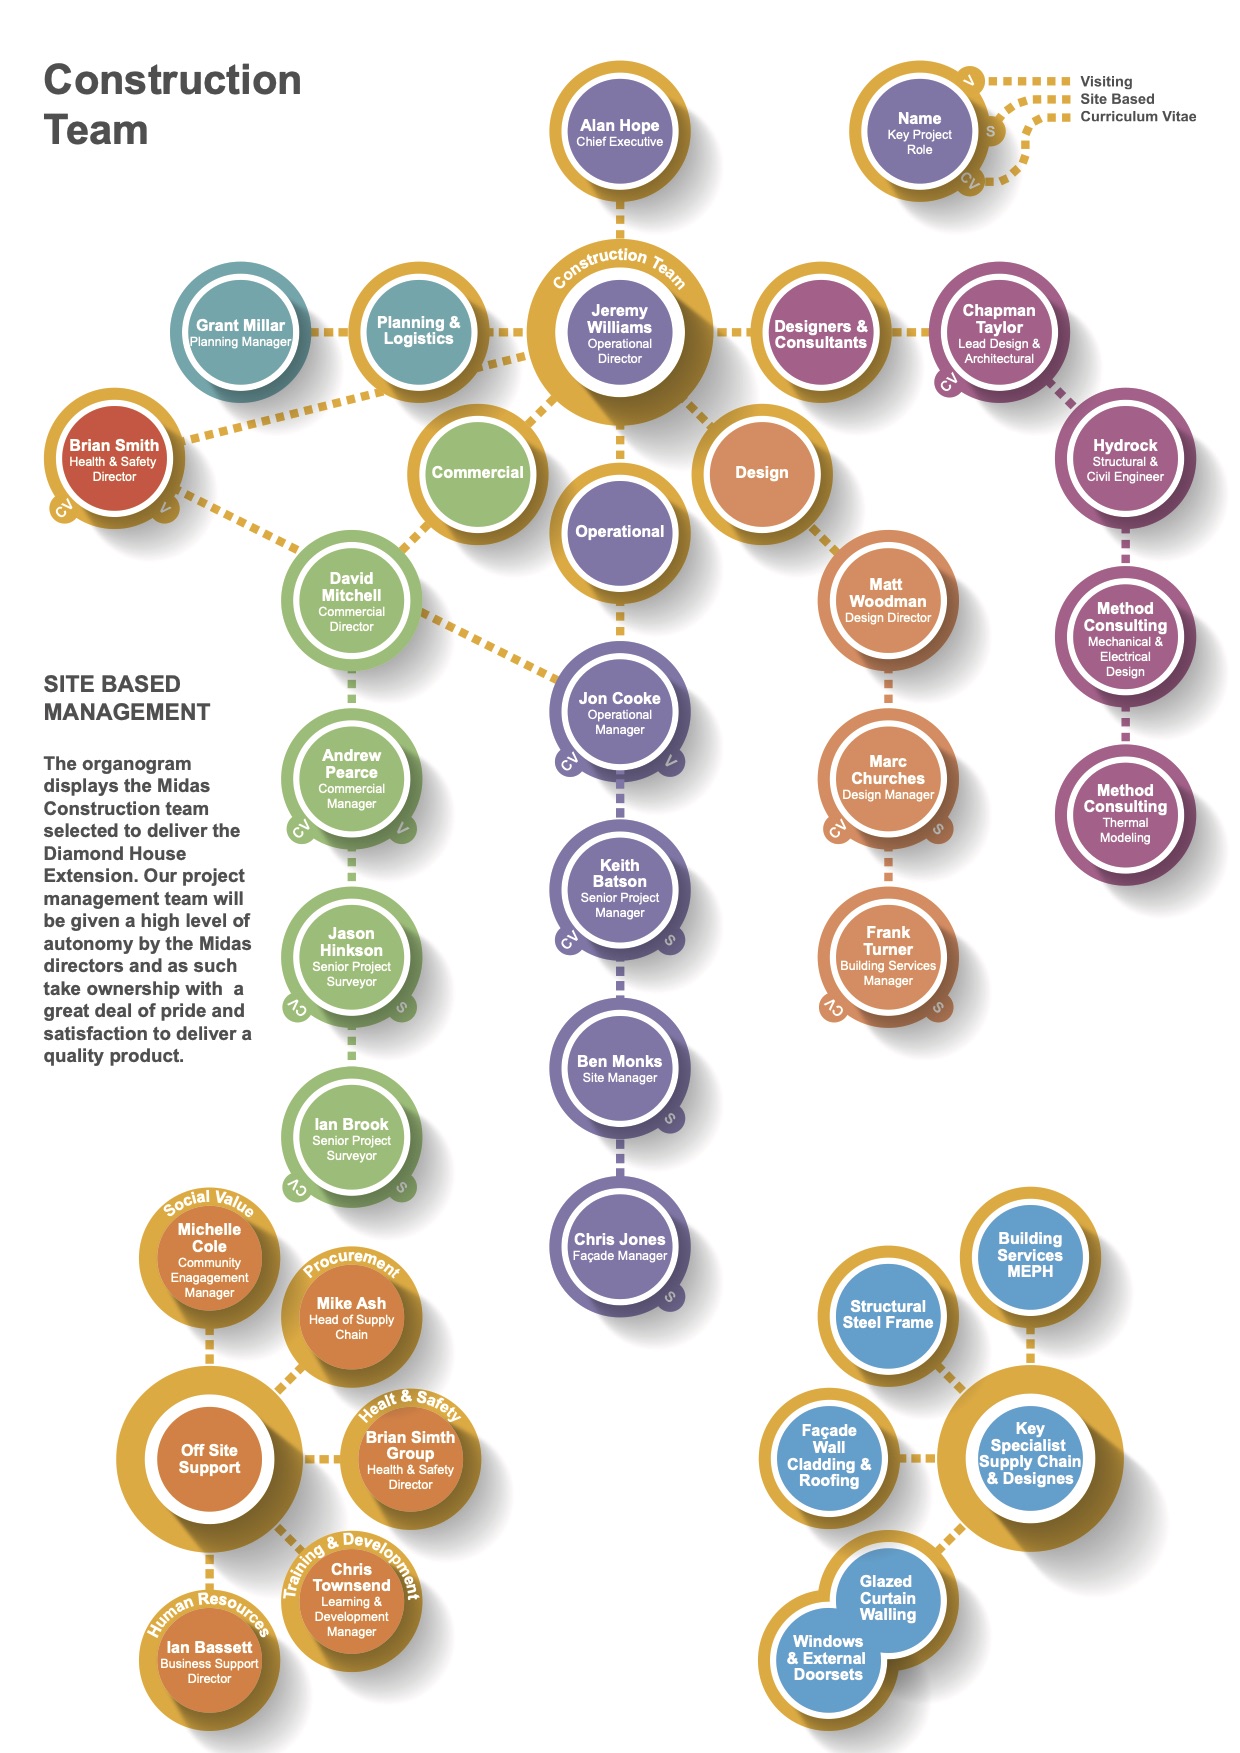 Construction
Team
Alan Hope
Chief Executive
Name
Key Project
Role
V
S
CV
Visiting
Site Based
Curriculum Vitae
Construction Team
Jeremy
Williams
Operational
Director
Grant Millar
Planning Manager
Planning &
Logistics
Designers &
Consultants
Chapman
Taylor
Lead Design &
Architectural
CV
Brian Smith
Health & Safety
Director
CV
V
Commercial
Operational
Design
Hydrock
Structural &
Civil Engineer
David
Mitchell
Commercial
Director
Matt
Woodman
Design Director
Method
Consulting
Mechanical &
Electrical
Design
SITE BASED
MANAGEMENT
The organogram
displays the Midas
Construction team
selected to deliver the
Diamond House
Extension. Our project
management team will
be given a high level of
autonomy by the Midas
directors and as such
take ownership with  a
great deal of pride and
satisfaction to deliver a
quality product.
Jon Cooke
Operational
Manager
CV
V
Andrew
Pearce
Commercial
Manager
CV
V
Marc
Churches
Design Manager
CV
S
Method
Consulting
Thermal
Modeling
Keith
Batson
Senior Project
Manager
CV
S
Jason
Hinkson
Senior Project
Surveyor
CV
S
Frank
Turner
Building Services
Manager
CV
S
Ben Monks
Site Manager
S
Ian Brook
Senior Project
Surveyor
CV
S
Chris Jones
Façade Manager
S
Social Value
Michelle
Cole
Community
Enagagement
Manager
Procurement
Mike Ash
Head of Supply
Chain
Off Site
Support
Healt & Safety
Brian Simth
Group
Health & Safety
Director
Training & Development
Chris
Townsend
Learning &
Development
Manager
Human Resources
Ian Bassett
Business Support
Director
Building
Services
MEPH
Structural
Steel Frame
Key
Specialist
Supply Chain
& Designes
Façade
Wall
Cladding &
Roofing
Glazed
Curtain
Walling
Windows
& External
Doorsets